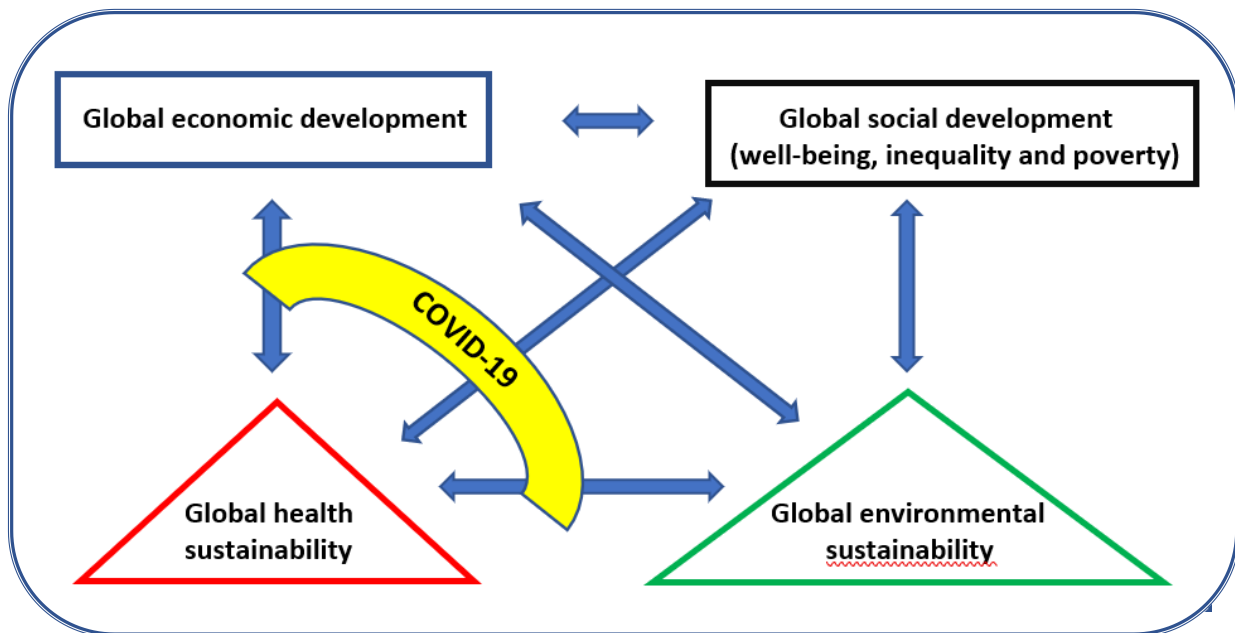 Global economic development
Global social development
(well-being, inequality and poverty)
COVID-19
Global health
sustainability
Global environmental
sustainability